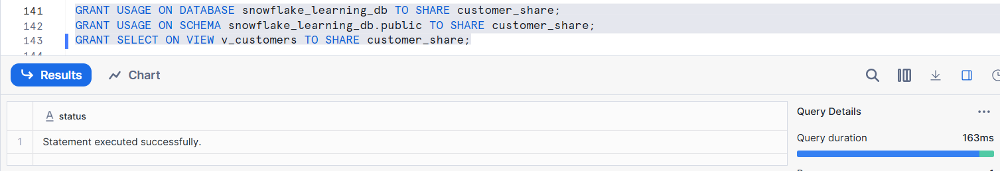 141 GRANT USAGE ON DATABASE snowflake_learning_db TO SHARE customer_share;
142 GRANT USAGE ON SCHEMA snowflake_learning_db.public TO SHARE customer_share;
143 GRANT SELECT ON VIEW v_customers TO SHARE customer_share;
Results Chart
A status
Query Details
1 Statement executed successfully.
Query duration 163ms